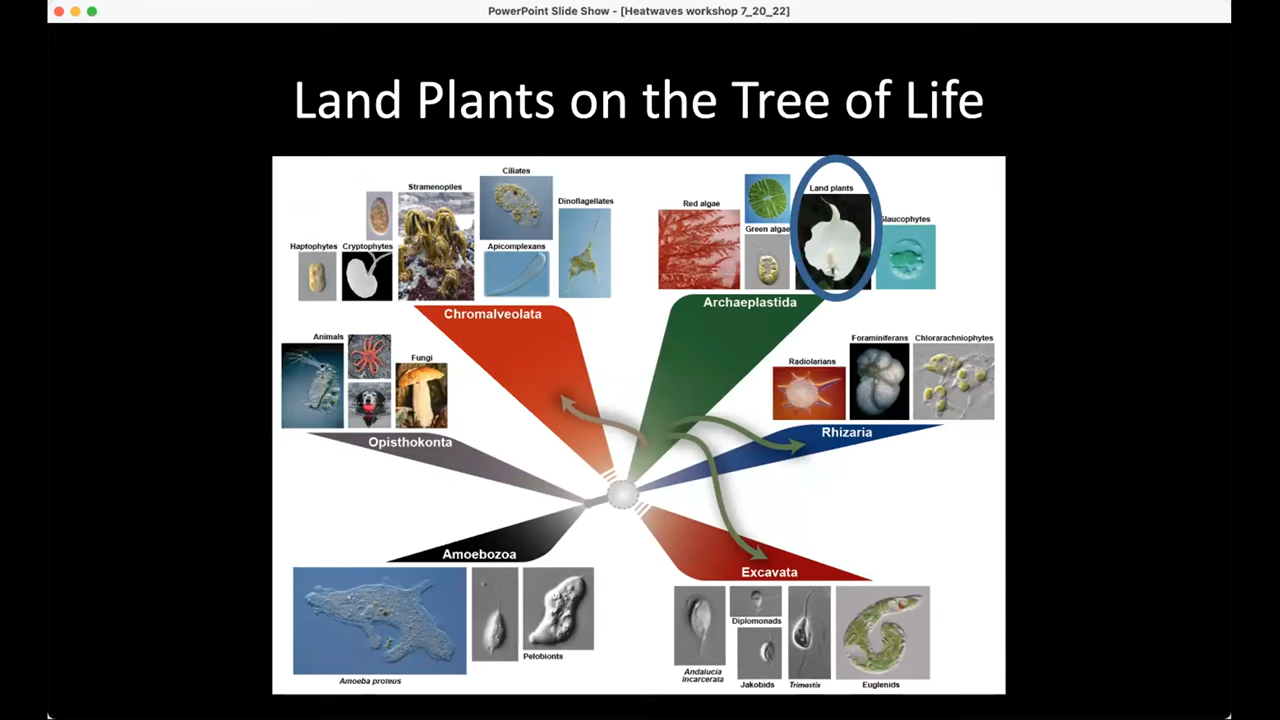 PowerPoint Slide Show - [Heatwaves workshop 7_20_22]
Land Plants on the Tree of Life
Ciliates
Stramenopiles
Dinoflagellates
Haptophytes
Cryptophytes
Apicomplexans
Chromalveolata
Land plants
Red algae
Green algae
Glaucophytes
Archaeplastida
Animals
Fungi
Opisthokonta
Foraminiferans
Chlorarachniophytes
Radiolarians
Rhizaria
Amoebozoa
Pelobionts
Amoeba proteus
Excavata
Diplomonads
Andalucia
incarcerata
Jakobids
Trimastix
Euglenids